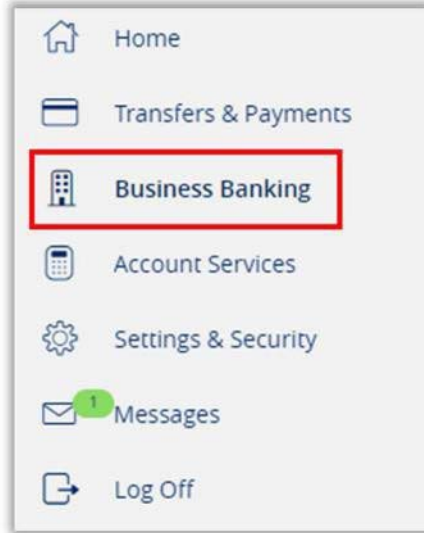 Home
Transfers & Payments
Business Banking
Account Services
Settings & Security
1
Messages
Log Off